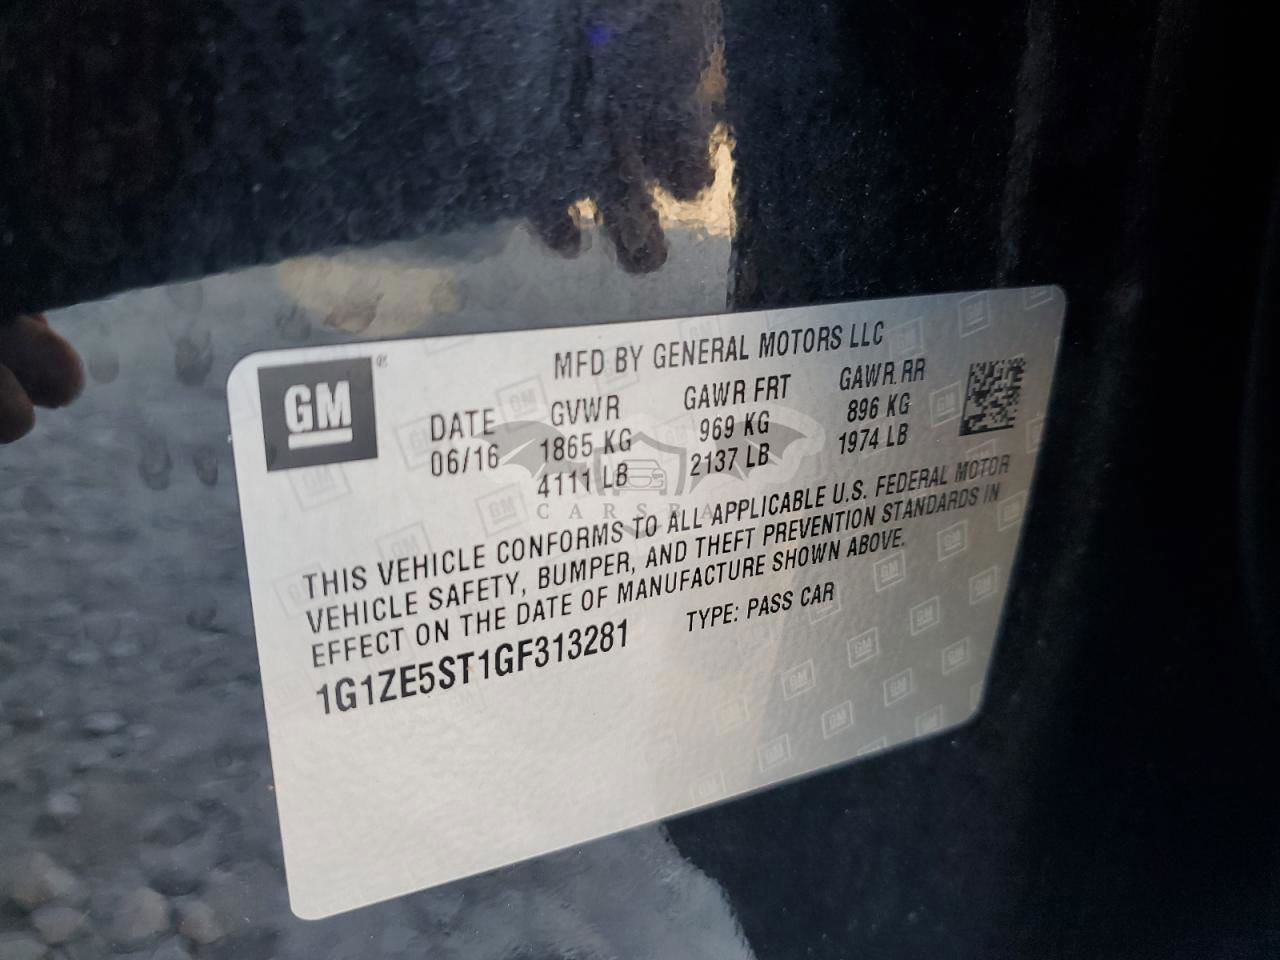 GM
MFD BY GENERAL MOTORS LLC
DATE GVWR GAWR FRT GAWR RR
06/16 1865 KG 969 KG 896 KG
4111 LB 2137 LB 1974 LB
THIS VEHICLE CONFORMS TO ALL APPLICABLE U.S. FEDERAL MOTOR
VEHICLE SAFETY, BUMPER, AND THEFT PREVENTION STANDARDS IN
EFFECT ON THE DATE OF MANUFACTURE SHOWN ABOVE.
1G1ZE5ST1GF313281 TYPE: PASS CAR